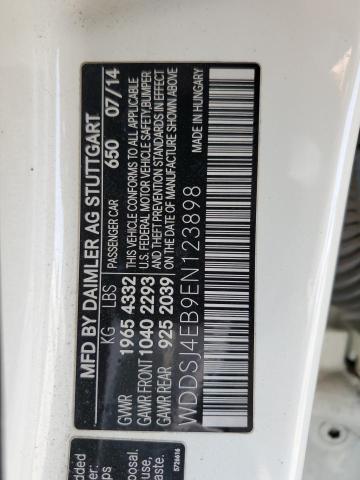 MFD BY DAIMLER AG STUTTGART
KG LBS PASSENGER CAR 650 07/14
GVWR 1965 4332 THIS VEHICLE CONFORMS TO ALL APPLICABLE
GAWR FRONT 1040 2293 U.S. FEDERAL MOTOR VEHICLE SAFETY, BUMPER
GAWR REAR 925 2039 AND THEFT PREVENTION STANDARDS IN EFFECT
ON THE DATE OF MANUFACTURE SHOWN ABOVE
WDDSJ4EB9EN123898 MADE IN HUNGARY
5726616